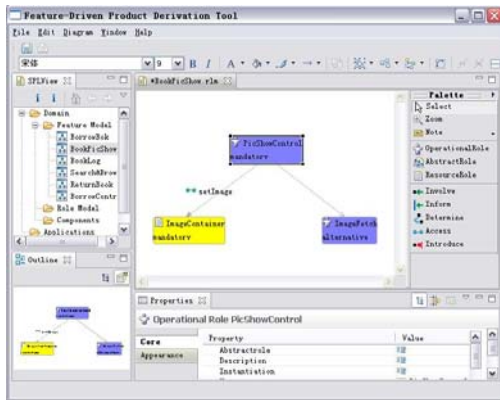 Feature-Driven Product Derivation Tool
File Edit Diagram Window Help
宋体
9
B I A
SPLView
*BookPicShow.rlm
Domain
Feature Model
BorrowBok
BookPicShow
BookLog
Search&Brow
ReturnBook
BorrowContr
Role Model
Components
Applications
Outline
PicShowControl
mandatory
** setImage
ImageContainer
mandatory
ImageFetch
alternative
Palette
Select
Zoom
Note
OperationalRole
AbstractRole
ResourceRole
Involve
Inform
Determine
Access
Introduce
Properties
Operational Role PicShowControl
Core
Appearance
Property
Value
Abstractrole
Description
Instantiation